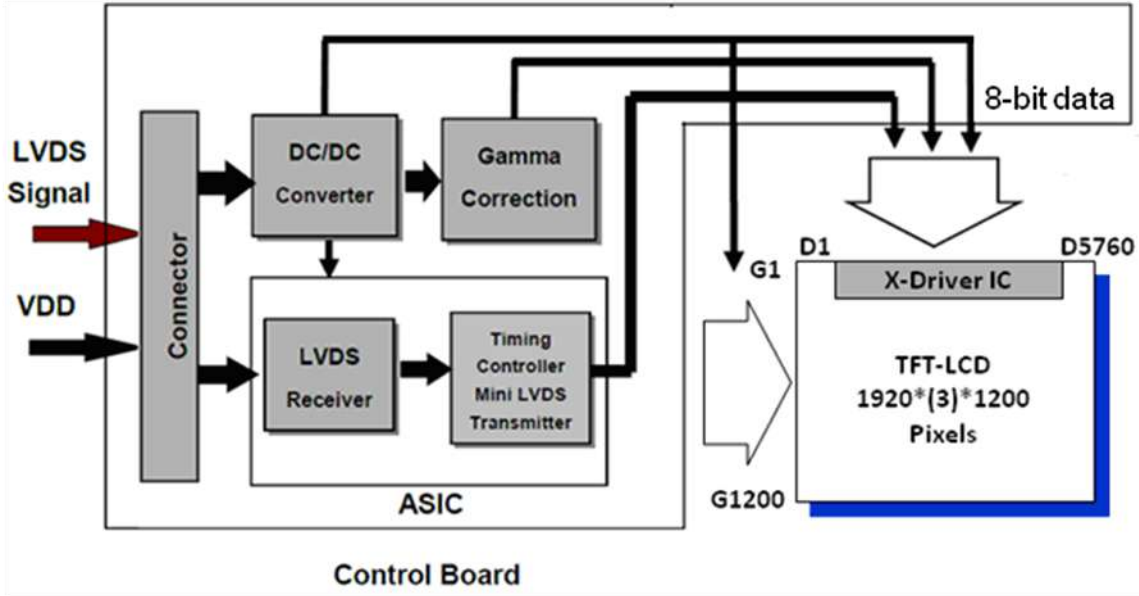 8-bit data
LVDS
Signal
VDD
Connector
DC/DC
Converter
Gamma
Correction
LVDS
Receiver
Timing
Controller
Mini LVDS
Transmitter
ASIC
Control Board
G1
G1200
D1
D5760
X-Driver IC
TFT-LCD
1920*(3)*1200
Pixels